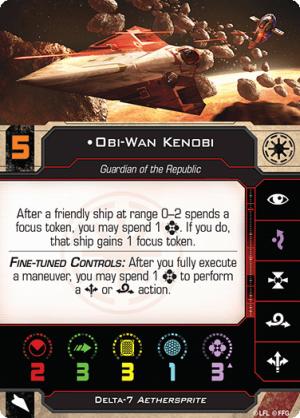 •Obi-Wan Kenobi
5
Guardian of the Republic
After a friendly ship at range 0–2 spends a
focus token, you may spend 1 . If you do,
that ship gains 1 focus token.
Fine-tuned Controls: After you fully execute
a maneuver, you may spend 1 to perform
a or action.
2 3 3 1 3
Delta-7 Aethersprite
©LFL ©FFG